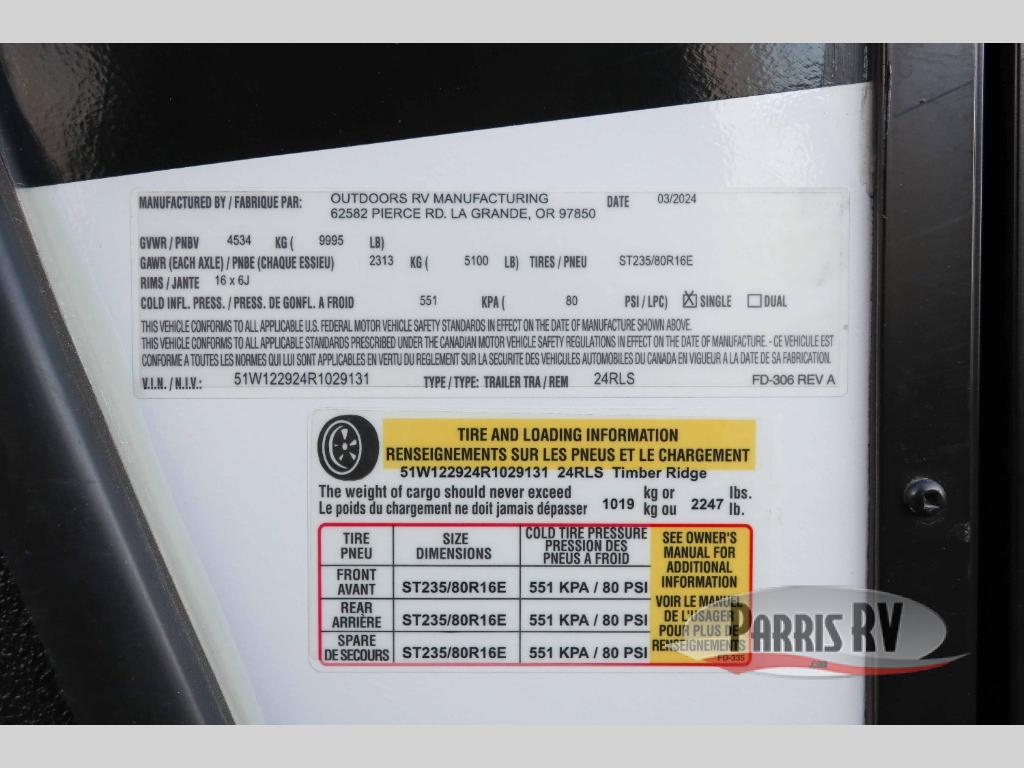 MANUFACTURED BY / FABRIQUE PAR: OUTDOORS RV MANUFACTURING DATE 03/2024
62582 PIERCE RD. LA GRANDE, OR 97850
GVWR / PNBV 4534 KG ( 9995 LB)
GAWR (EACH AXLE) / PNBE (CHAQUE ESSIEU) 2313 KG ( 5100 LB) TIRES / PNEU ST235/80R16E
RIMS / JANTE 16 x 6J
COLD INFL. PRESS. / PRESS. DE GONFL. A FROID 551 KPA ( 80 PSI / LPC) ☒ SINGLE ☐ DUAL
THIS VEHICLE CONFORMS TO ALL APPLICABLE U.S. FEDERAL MOTOR VEHICLE SAFETY STANDARDS IN EFFECT ON THE DATE OF MANUFACTURE SHOWN ABOVE.
THIS VEHICLE CONFORMS TO ALL APPLICABLE STANDARDS PRESCRIBED UNDER THE CANADIAN MOTOR VEHICLE SAFETY REGULATIONS IN EFFECT ON THE DATE OF MANUFACTURE. - CE VEHICULE EST
CONFORME A TOUTES LES NORMES QUI LUI SONT APPLICABLES EN VERTU DU REGLEMENT SUR LA SECURITE DES VEHICULES AUTOMOBILES DU CANADA EN VIGUEUR A LA DATE DE SA FABRICATION.
V.I.N. / N.I.V.: 51W122924R1029131 TYPE / TYPE: TRAILER TRA / REM 24RLS FD-306 REV A
TIRE AND LOADING INFORMATION
RENSEIGNEMENTS SUR LES PNEUS ET LE CHARGEMENT
51W122924R1029131 24RLS Timber Ridge
The weight of cargo should never exceed 1019 kg or 2247 lbs.
Le poids du chargement ne doit jamais dépasser kg ou lb.
TIRE SIZE COLD TIRE PRESSURE
PNEU DIMENSIONS PRESSION DES
PNEUS A FROID
FRONT
AVANT ST235/80R16E 551 KPA / 80 PSI
REAR
ARRIÈRE ST235/80R16E 551 KPA / 80 PSI
SPARE
DE SECOURS ST235/80R16E 551 KPA / 80 PSI
SEE OWNER'S
MANUAL FOR
ADDITIONAL
INFORMATION
VOIR LE MANUEL
DE L'USAGER
POUR PLUS DE
RENSEIGNEMENTS
FD-335
PARRIS RV
.com